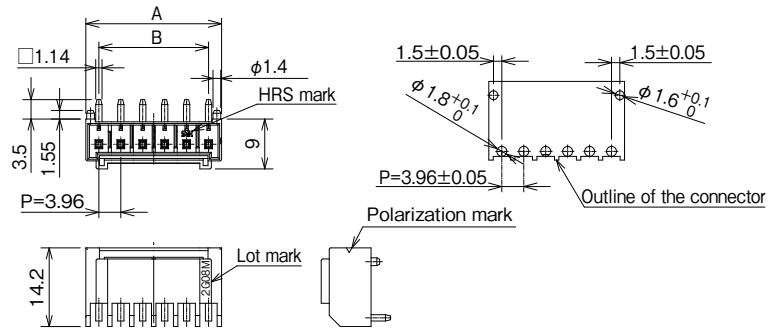 A
B
□1.14
φ1.4
HRS mark
3.5
1.55
9
P=3.96
1.5±0.05
1.5±0.05
φ1.8+0.1 0
φ1.6+0.1 0
P=3.96±0.05
Outline of the connector
Polarization mark
14.2
Lot mark
2G08M